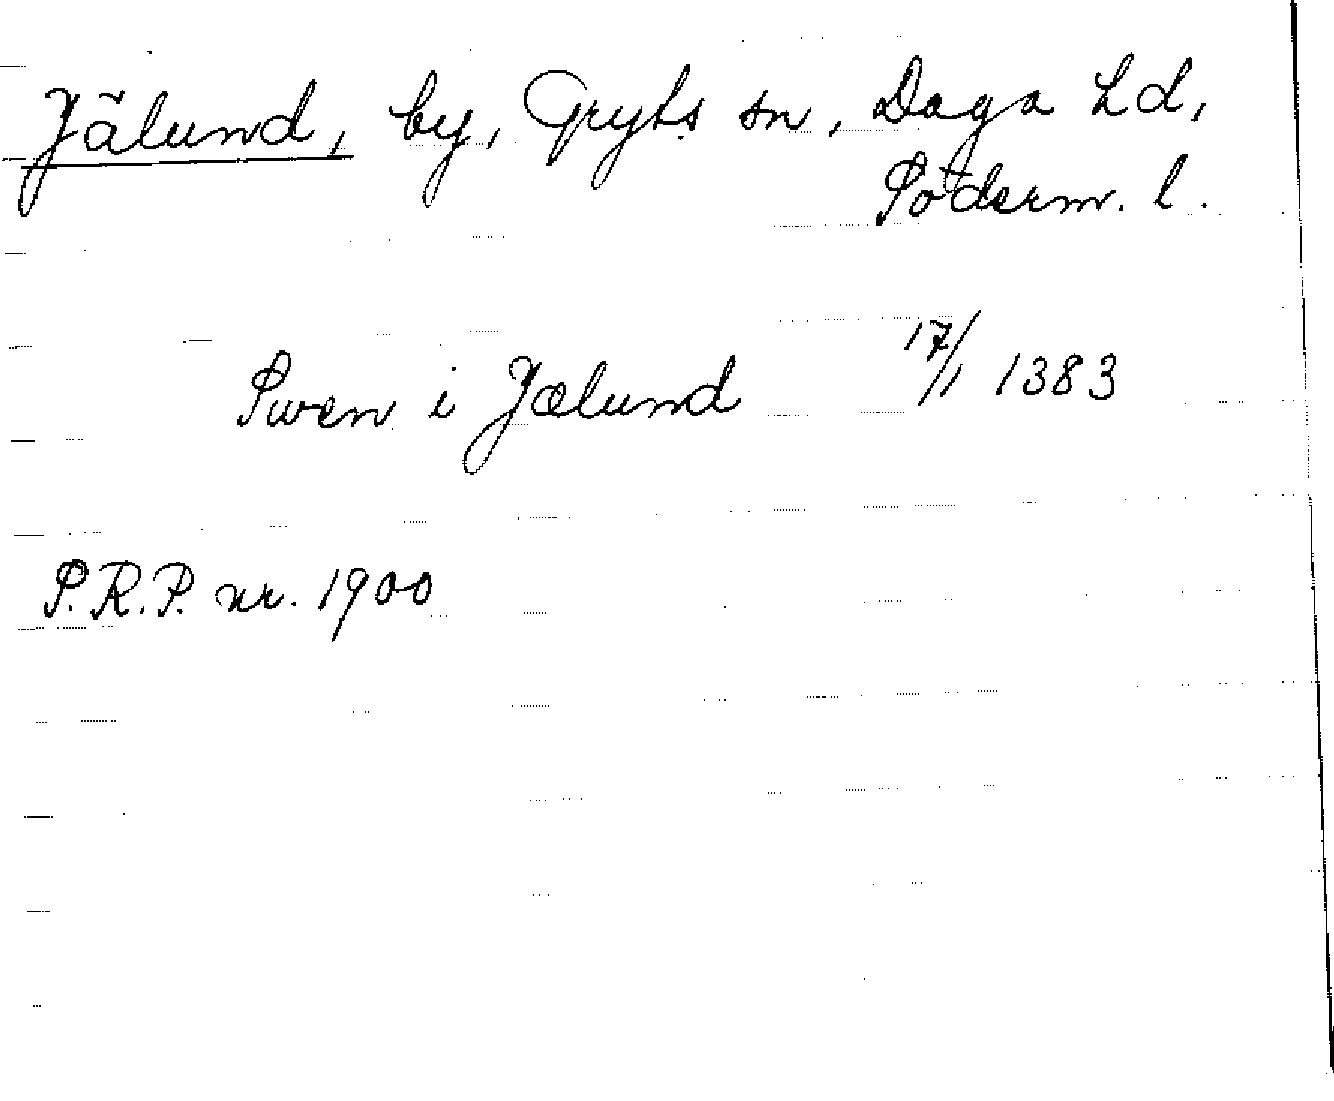 Jälund, by, Gryts sn, Daga hd,
Söderm. l.
Swen i Jælund 17/1 1383
S.R.P. nr. 1900